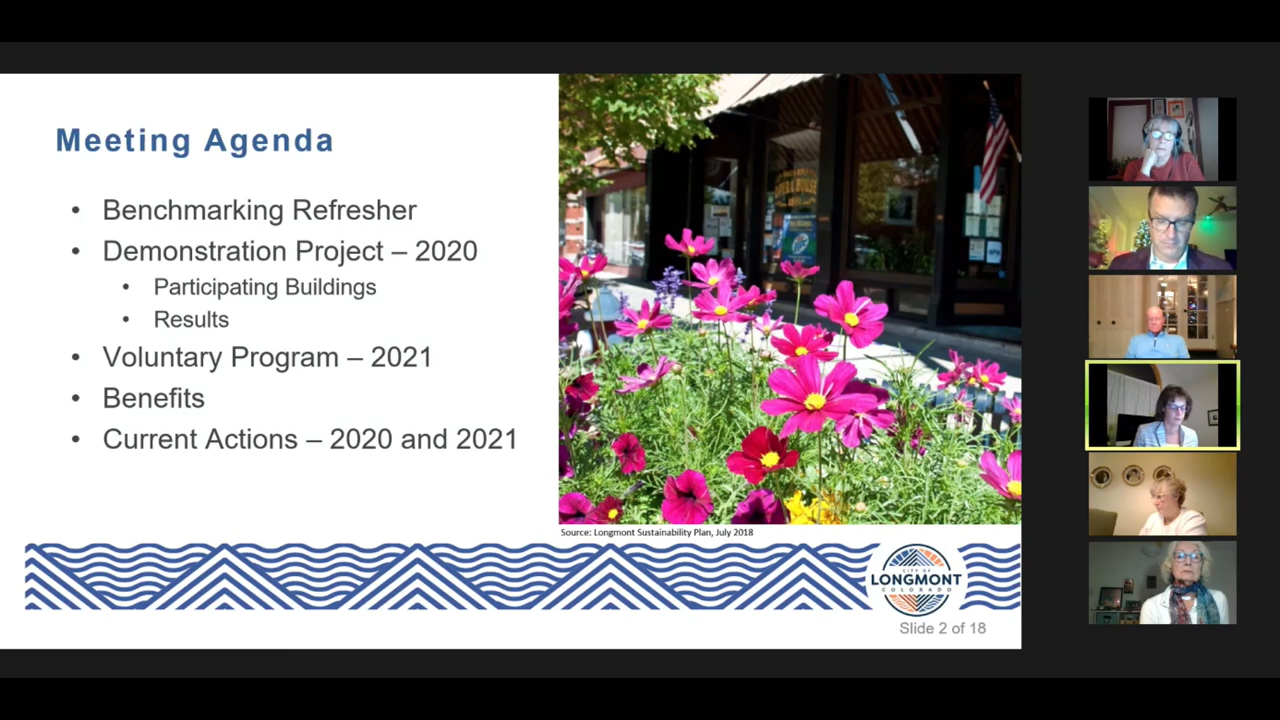 Meeting Agenda
• Benchmarking Refresher
• Demonstration Project – 2020
• Participating Buildings
• Results
• Voluntary Program – 2021
• Benefits
• Current Actions – 2020 and 2021
Source: Longmont Sustainability Plan, July 2018
CITY OF
LONGMONT
COLORADO
Slide 2 of 18